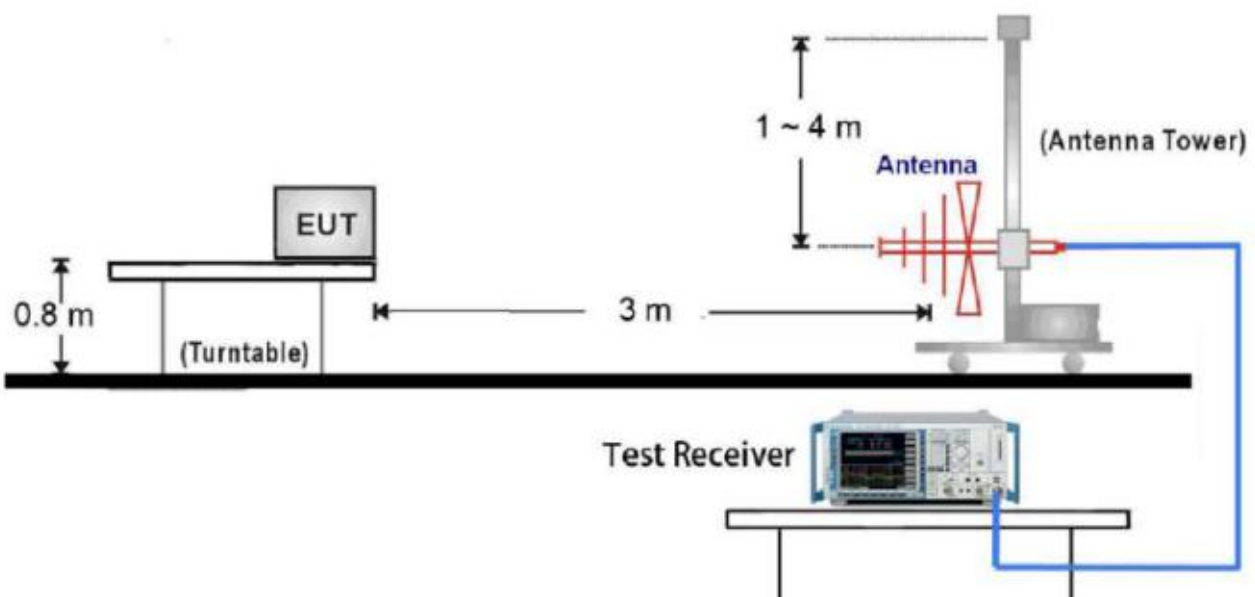 1 ~ 4 m
(Antenna Tower)
Antenna
EUT
0.8 m
3 m
(Turntable)
Test Receiver